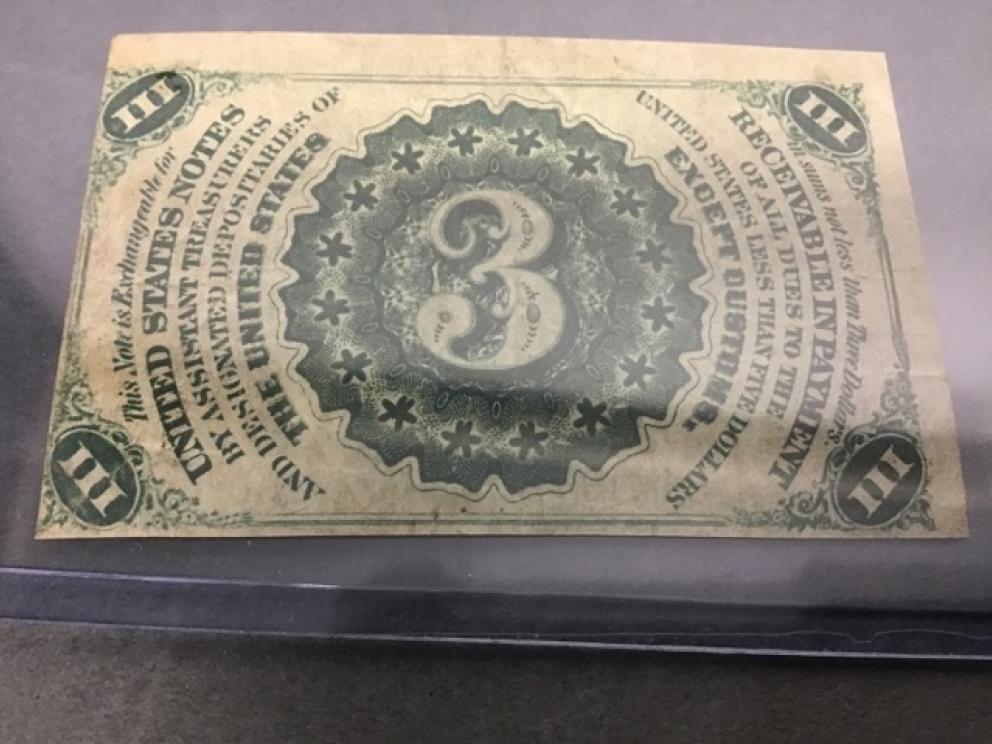 III
III
This Note is Exchangeable for
UNITED STATES NOTES
BY ASSISTANT TREASURERS
AND DESIGNATED DEPOSITARIES OF
THE UNITED STATES
3
UNITED STATES LESS THAN FIVE DOLLARS
EXCEPT CUSTOMS,
OF ALL DUES TO THE
RECEIVABLE IN PAYMENT
in sums not less than Three Dollars.
III
III